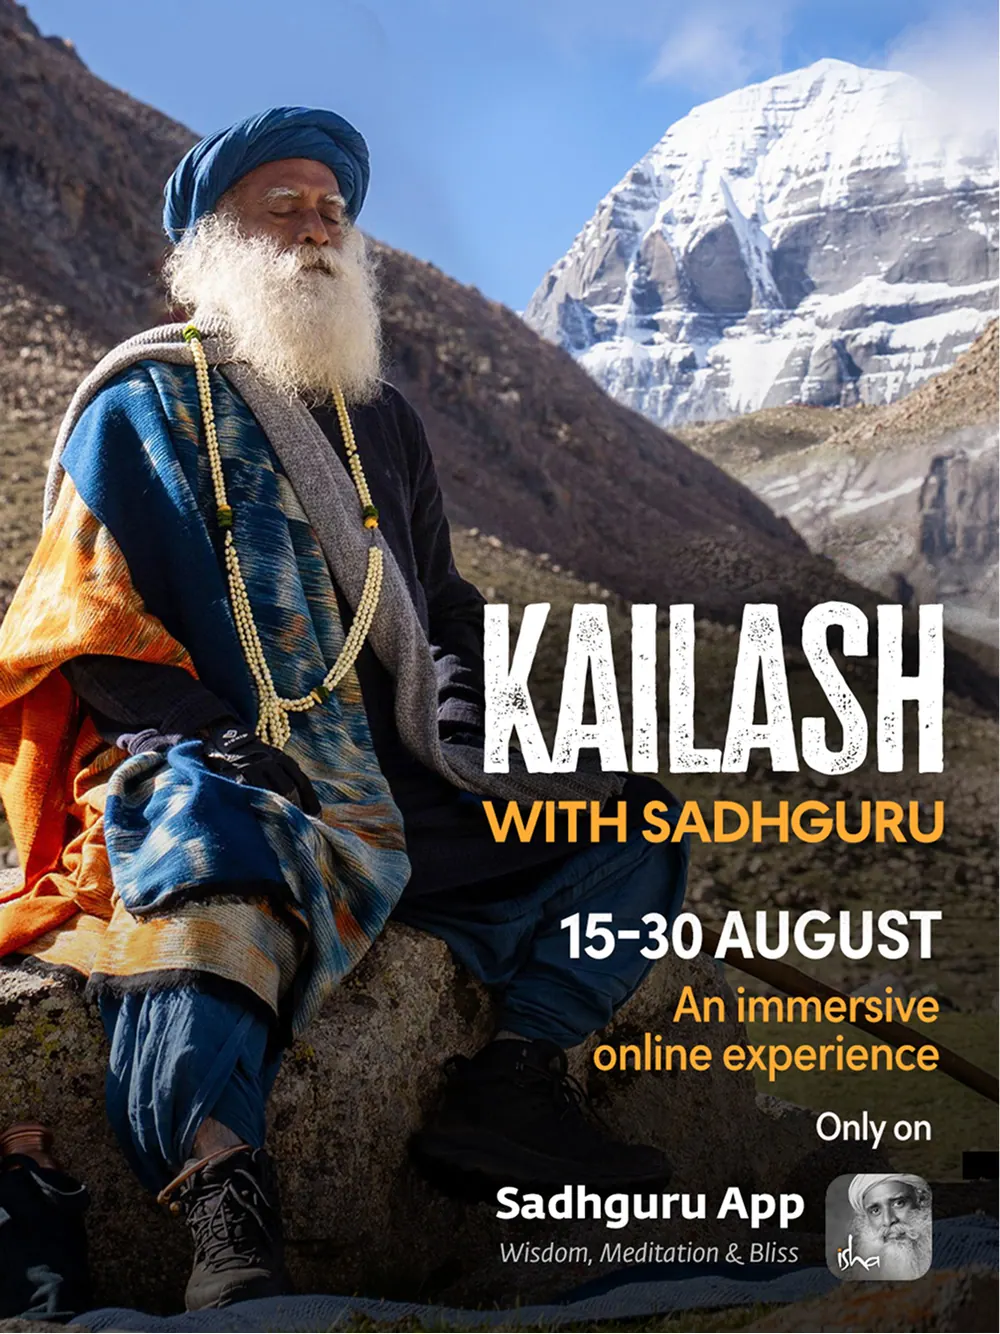 KAILASH
WITH SADHGURU
15-30 AUGUST
An immersive
online experience
Only on
Sadhguru App
Wisdom, Meditation & Bliss
isha